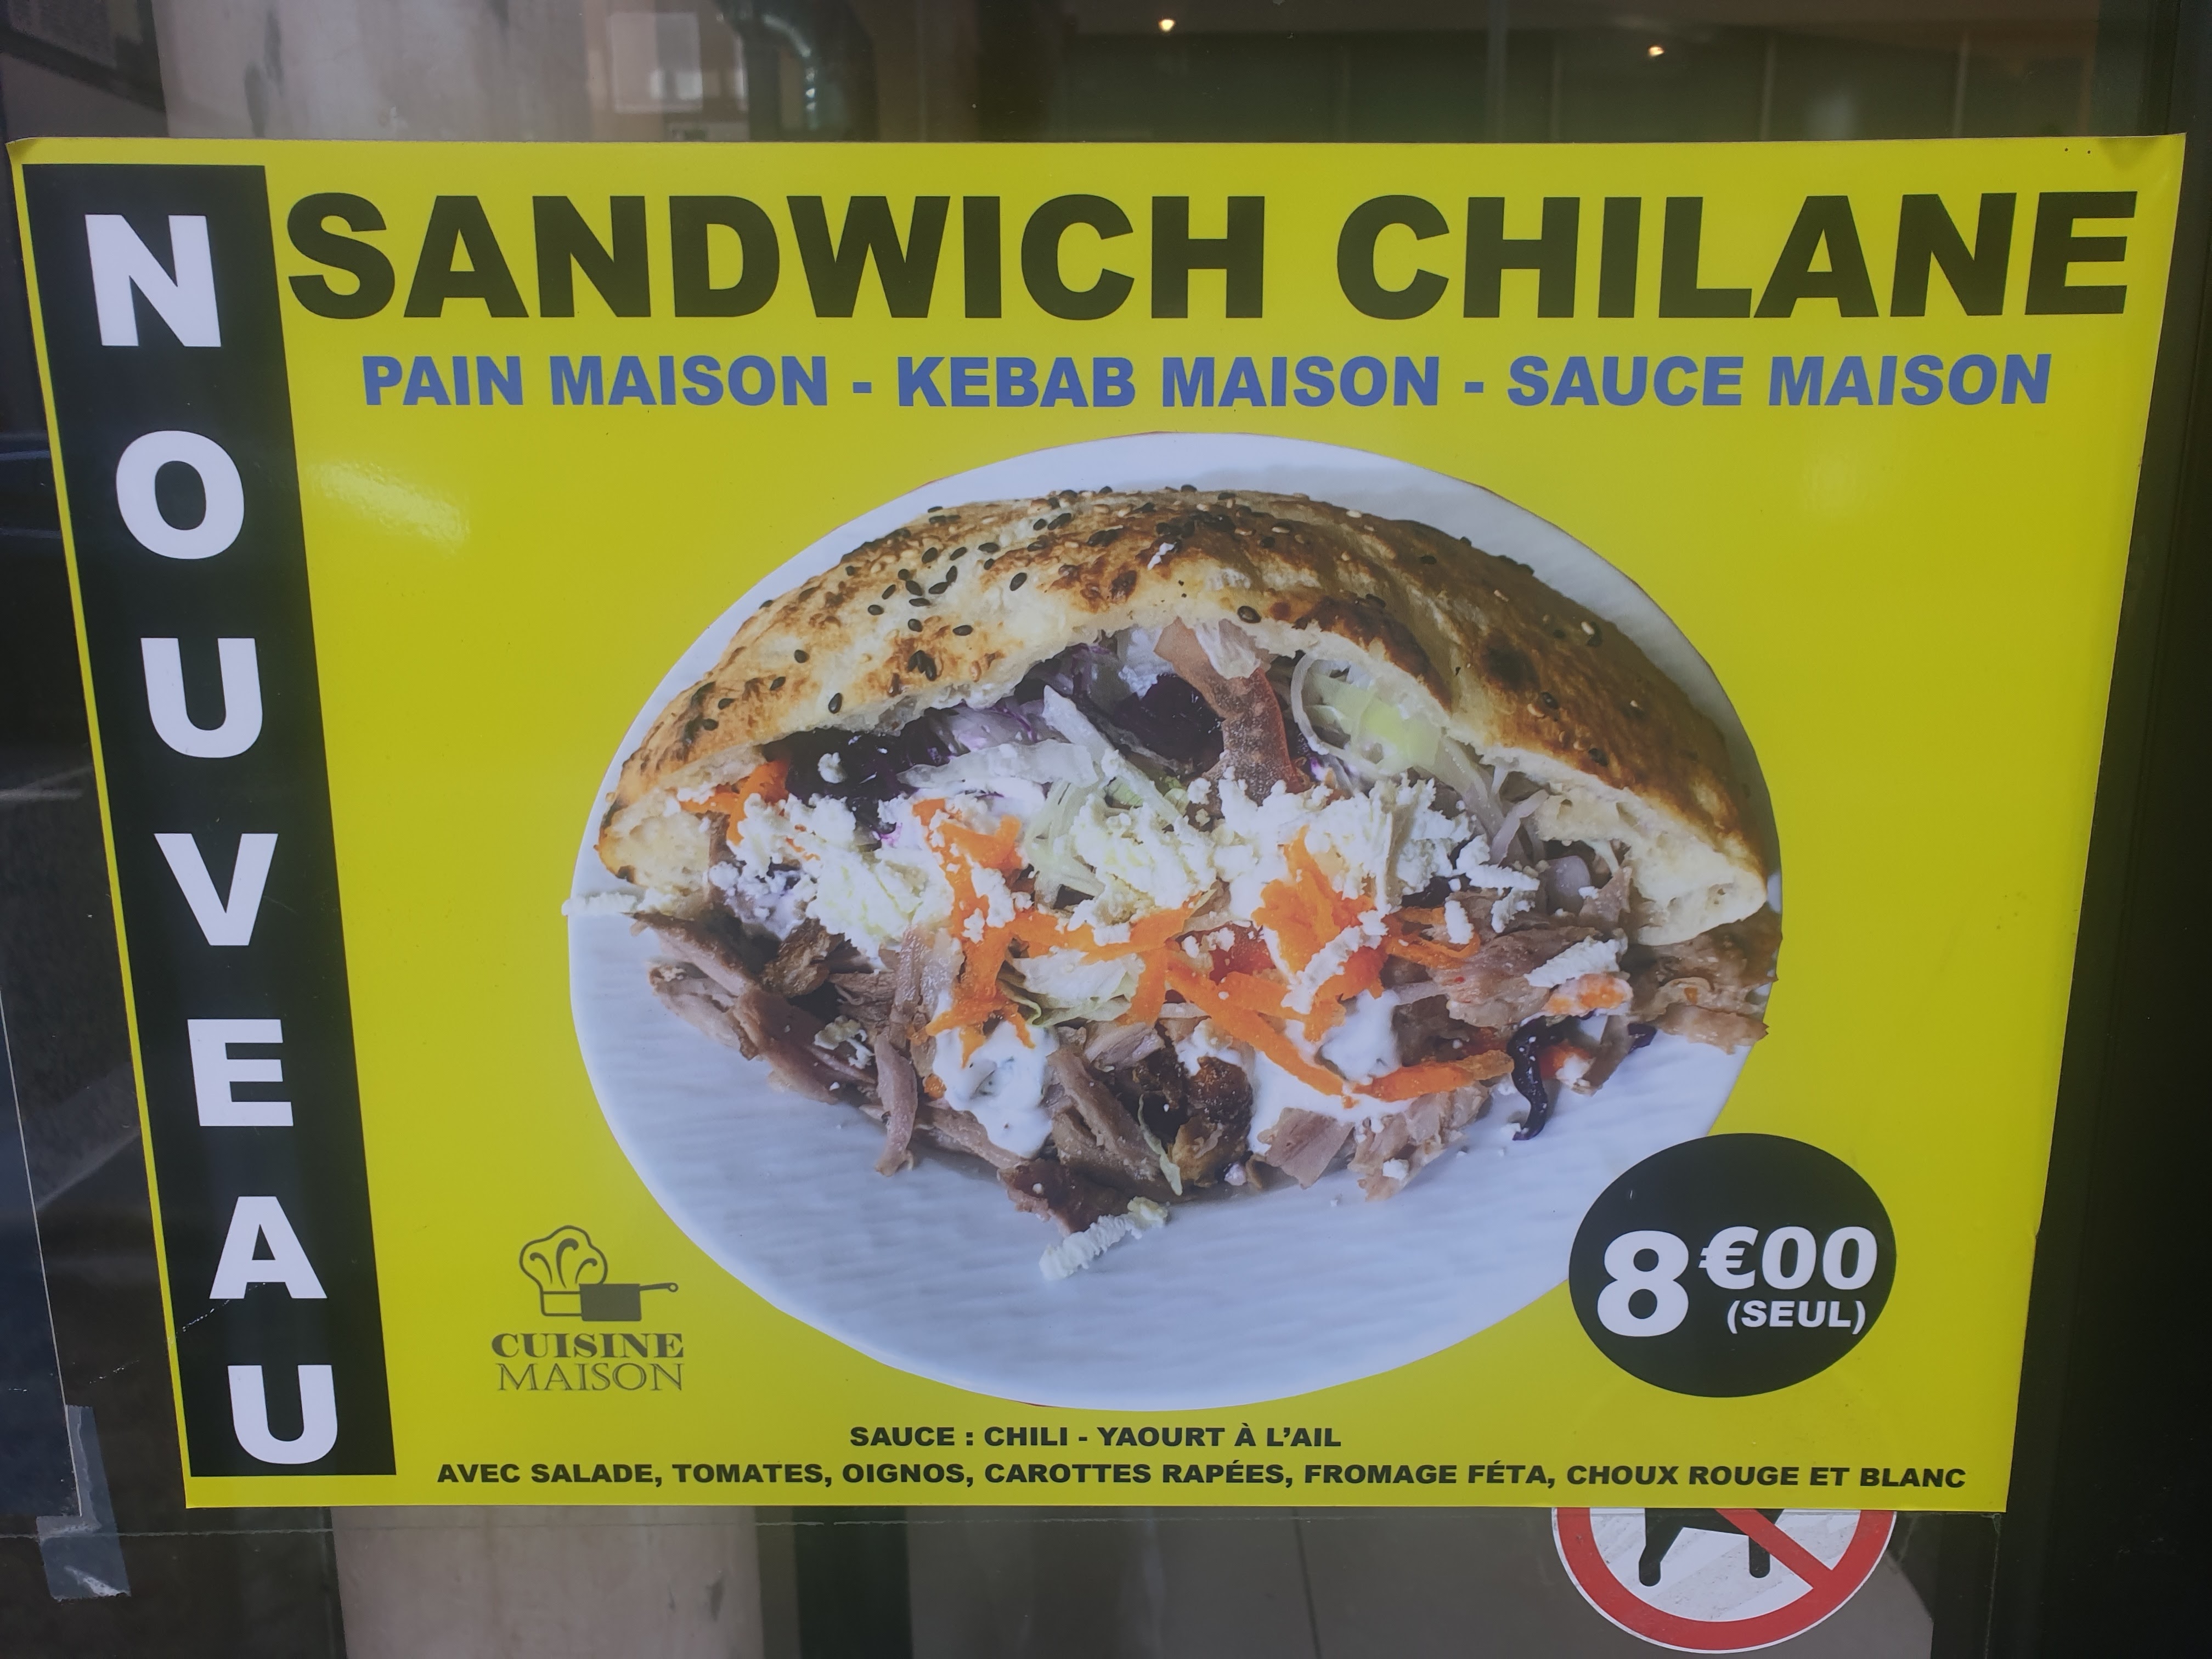 NOUVEAU
SANDWICH CHILANE
PAIN MAISON - KEBAB MAISON - SAUCE MAISON
8€00
(SEUL)
CUISINE
MAISON
SAUCE : CHILI - YAOURT À L'AIL
AVEC SALADE, TOMATES, OIGNOS, CAROTTES RAPÉES, FROMAGE FÉTA, CHOUX ROUGE ET BLANC